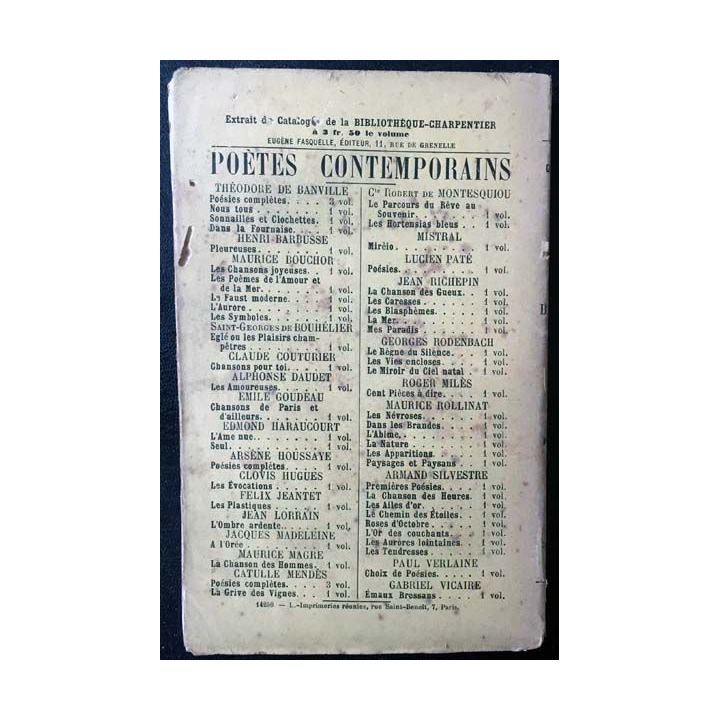 Extrait du Catalogue de la BIBLIOTHÈQUE-CHARPENTIER
à 3 fr. 50 le volume
EUGÈNE FASQUELLE, ÉDITEUR, 11, RUE DE GRENELLE
POÈTES CONTEMPORAINS
THÉODORE DE BANVILLE
Poésies complètes. . . . 3 vol.
Nous tous . . . . . . . . 1 vol.
Sonnailles et Clochettes. 1 vol.
Dans la Fournaise. . . . 1 vol.
HENRI BARBUSSE
Pleureuses. . . . . . . . 1 vol.
MAURICE BOUCHOR
Les Chansons joyeuses. . 1 vol.
Les Poèmes de l'Amour et
de la Mer. . . . . . . 1 vol.
Le Faust moderne. . . . 1 vol.
L'Aurore. . . . . . . . . 1 vol.
Les Symboles. . . . . . . 1 vol.
SAINT-GEORGES DE BOUHÉLIER
Eglé ou les Plaisirs cham-
pêtres . . . . . . . . 1 vol.
CLAUDE COUTURIER
Chansons pour toi. . . . 1 vol.
ALPHONSE DAUDET
Les Amoureuses. . . . . 1 vol.
EMILE GOUDEAU
Chansons de Paris et
d'ailleurs. . . . . . . 1 vol.
EDMOND HARAUCOURT
L'Ame nue. . . . . . . . 1 vol.
Seul. . . . . . . . . . . 1 vol.
ARSÈNE HOUSSAYE
Poésies complètes. . . . 1 vol.
CLOVIS HUGUES
Les Évocations . . . . . 1 vol.
FELIX JEANTET
Les Plastiques . . . . . 1 vol.
JEAN LORRAIN
L'Ombre ardente. . . . . 1 vol.
JACQUES MADELEINE
A l'Orée. . . . . . . . . 1 vol.
MAURICE MAGRE
La Chanson des Hommes. 1 vol.
CATULLE MENDÈS
Poésies complètes. . . . 3 vol.
La Grive des Vignes. . . 1 vol.
Cte ROBERT DE MONTESQUIOU
Le Parcours du Rêve au
Souvenir. . . . . . . 1 vol.
Les Hortensias bleus . . 1 vol.
MISTRAL
Mirèio. . . . . . . . . . 1 vol.
LUCIEN PATÉ
Poésies. . . . . . . . . 1 vol.
JEAN RICHEPIN
La Chanson des Gueux. . 1 vol.
Les Caresses . . . . . . 1 vol.
Les Blasphèmes. . . . . 1 vol.
La Mer. . . . . . . . . . 1 vol.
Mes Paradis . . . . . . . 1 vol.
GEORGES RODENBACH
Le Règne du Silence. . . 1 vol.
Les Vies encloses. . . . 1 vol.
Le Miroir du Ciel natal . 1 vol.
ROGER MILÈS
Cent Pièces à dire. . . . 1 vol.
MAURICE ROLLINAT
Les Névroses. . . . . . . 1 vol.
Dans les Brandes. . . . 1 vol.
L'Abîme. . . . . . . . . 1 vol.
La Nature . . . . . . . . 1 vol.
Les Apparitions. . . . . 1 vol.
Paysages et Paysans . . 1 vol.
ARMAND SILVESTRE
Premières Poésies. . . . 1 vol.
La Chanson des Heures. 1 vol.
Les Ailes d'or. . . . . . 1 vol.
Le Chemin des Étoiles. . 1 vol.
Roses d'Octobre . . . . . 1 vol.
L'Or des couchants. . . . 1 vol.
Les Aurores lointaines. . 1 vol.
Les Tendresses . . . . . 1 vol.
PAUL VERLAINE
Choix de Poésies. . . . . 1 vol.
GABRIEL VICAIRE
Émaux Bressans . . . . . 1 vol.
L.-Imprimeries réunies, rue Saint-Benoît, 7, Paris.